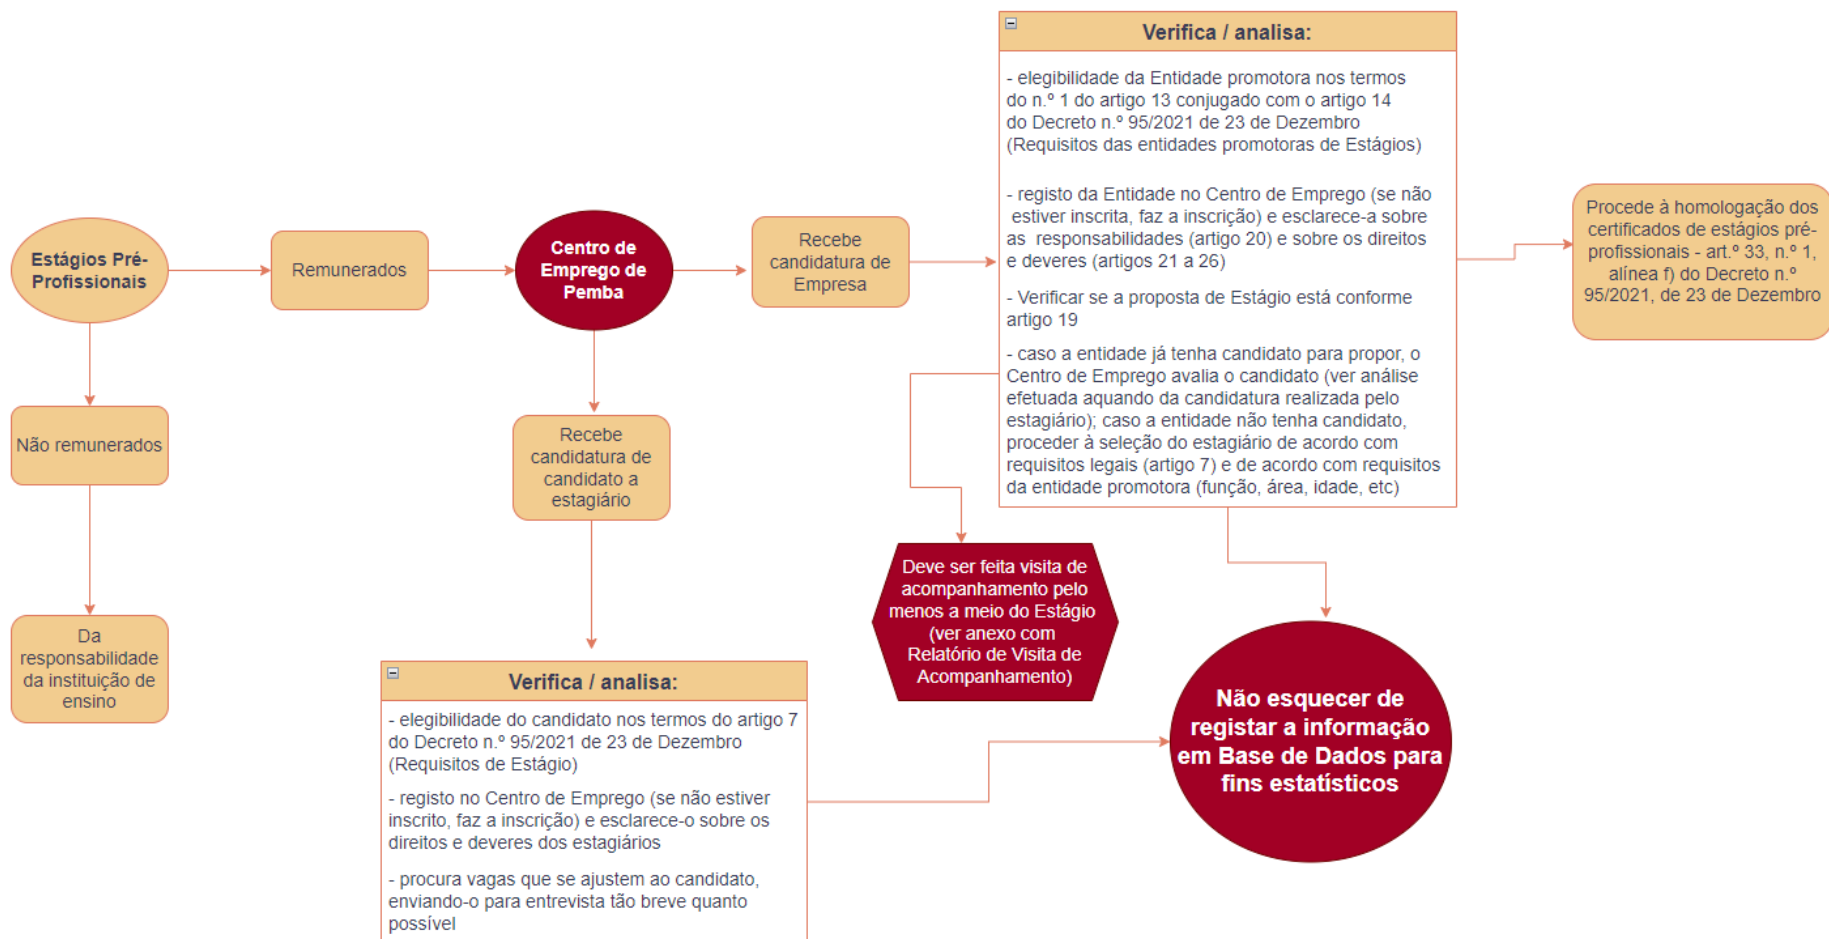 Estágios Pré-
Profissionais
Remunerados
Centro de
Emprego de
Pemba
Recebe
candidatura de
Empresa
Verifica / analisa:
- elegibilidade da Entidade promotora nos termos
do n.º 1 do artigo 13 conjugado com o artigo 14
do Decreto n.º 95/2021 de 23 de Dezembro
(Requisitos das entidades promotoras de Estágios)
- registo da Entidade no Centro de Emprego (se não
estiver inscrita, faz a inscrição) e esclarece-a sobre
as responsabilidades (artigo 20) e sobre os direitos
e deveres (artigos 21 a 26)
- Verificar se a proposta de Estágio está conforme
artigo 19
- caso a entidade já tenha candidato para propor, o
Centro de Emprego avalia o candidato (ver análise
efetuada aquando da candidatura realizada pelo
estagiário); caso a entidade não tenha candidato,
proceder à seleção do estagiário de acordo com
requisitos legais (artigo 7) e de acordo com requisitos
da entidade promotora (função, área, idade, etc)
Procede à homologação dos
certificados de estágios pré-
profissionais - art.º 33, n.º 1,
alínea f) do Decreto n.º
95/2021, de 23 de Dezembro
Não remunerados
Da
responsabilidade
da instituição de
ensino
Recebe
candidatura de
candidato a
estagiário
Verifica / analisa:
- elegibilidade do candidato nos termos do artigo 7
do Decreto n.º 95/2021 de 23 de Dezembro
(Requisitos de Estágio)
- registo no Centro de Emprego (se não estiver
inscrito, faz a inscrição) e esclarece-o sobre os
direitos e deveres dos estagiários
- procura vagas que se ajustem ao candidato,
enviando-o para entrevista tão breve quanto
possível
Deve ser feita visita de
acompanhamento pelo
menos a meio do Estágio
(ver anexo com
Relatório de Visita de
Acompanhamento)
Não esquecer de
registar a informação
em Base de Dados para
fins estatísticos